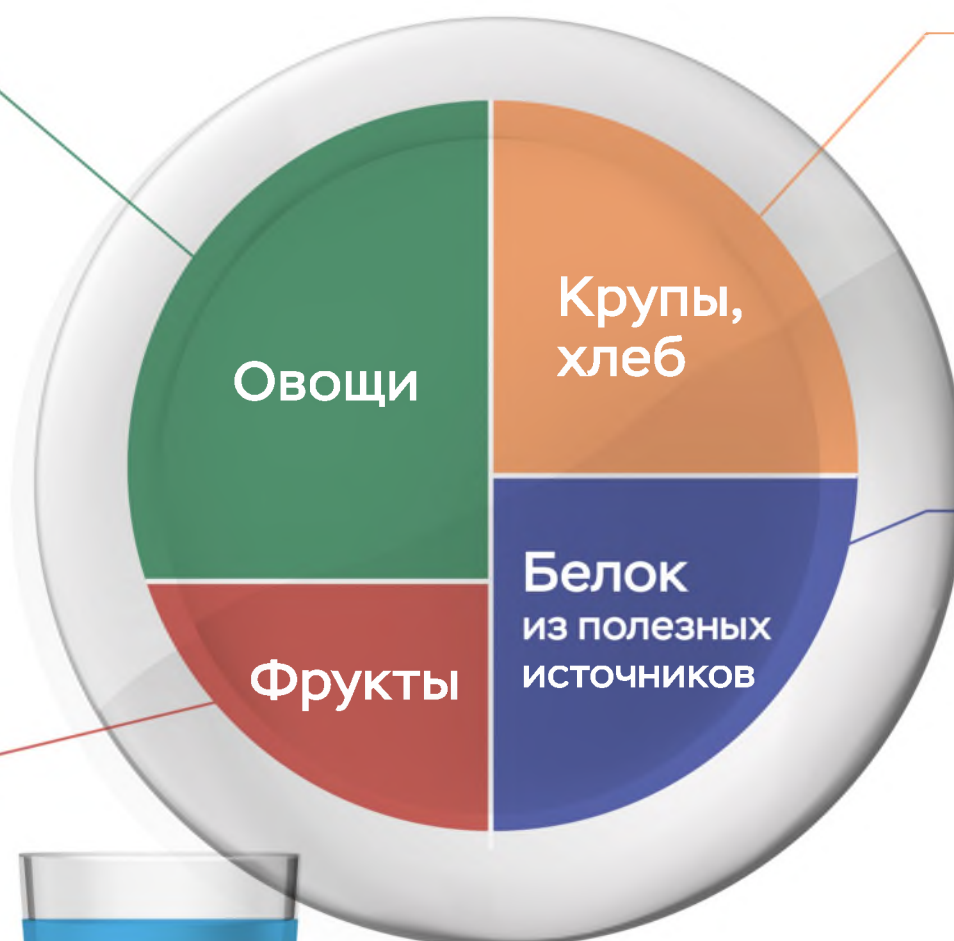 Овощи
Крупы,
хлеб
Фрукты
Белок
из полезных
источников